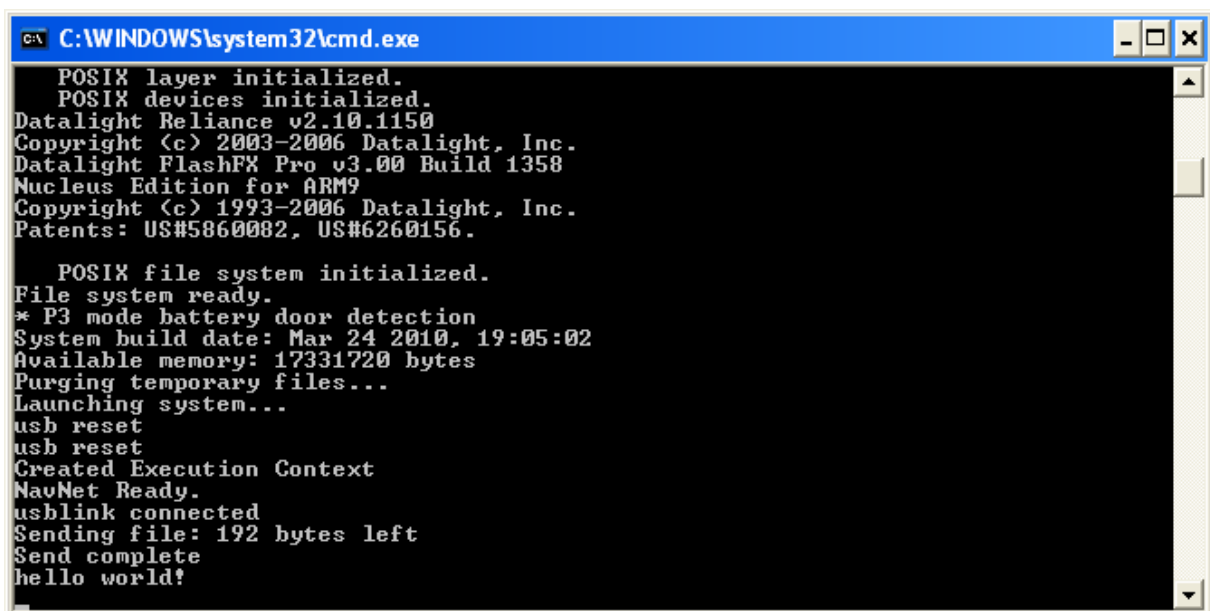 C:\WINDOWS\system32\cmd.exe
POSIX layer initialized.
POSIX devices initialized.
Datalight Reliance v2.10.1150
Copyright (c) 2003-2006 Datalight, Inc.
Datalight FlashFX Pro v3.00 Build 1358
Nucleus Edition for ARM9
Copyright (c) 1993-2006 Datalight, Inc.
Patents: US#5860082, US#6260156.
POSIX file system initialized.
File system ready.
* P3 mode battery door detection
System build date: Mar 24 2010, 19:05:02
Available memory: 17331720 bytes
Purging temporary files...
Launching system...
usb reset
usb reset
Created Execution Context
NavNet Ready.
usblink connected
Sending file: 192 bytes left
Send complete
hello world!